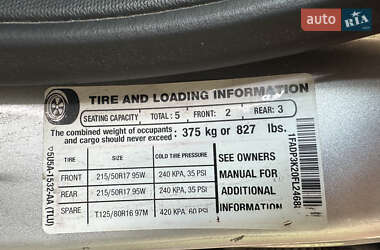 auto RIA
TIRE AND LOADING INFORMATION
SEATING CAPACITY TOTAL: 5 FRONT: 2 REAR: 3
The combined weight of occupants and cargo should never exceed: 375 kg or 827 lbs.
TIRE SIZE COLD TIRE PRESSURE
FRONT 215/50R17 95W 240 KPA, 35 PSI
REAR 215/50R17 95W 240 KPA, 35 PSI
SPARE T125/80R16 97M 420 KPA, 60 PSI
SEE OWNERS
MANUAL FOR
ADDITIONAL
INFORMATION
5U5A-1532-AA (TLU)